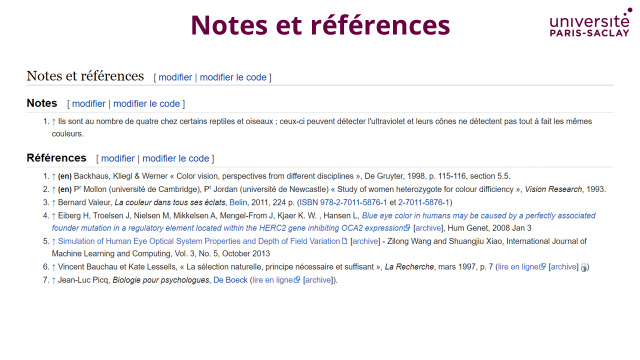 Notes et références
université
PARIS-SACLAY
Notes et références [ modifier | modifier le code ]
Notes [ modifier | modifier le code ]
1. ↑ Ils sont au nombre de quatre chez certains reptiles et oiseaux ; ceux-ci peuvent détecter l'ultraviolet et leurs cônes ne détectent pas tout à fait les mêmes
couleurs.
Références [ modifier | modifier le code ]
1. ↑ (en) Backhaus, Kliegl & Werner « Color vision, perspectives from different disciplines », De Gruyter, 1998, p. 115-116, section 5.5.
2. ↑ (en) Pr Mollon (université de Cambridge), Pr Jordan (université de Newcastle) « Study of women heterozygote for colour difficiency », Vision Research, 1993.
3. ↑ Bernard Valeur, La couleur dans tous ses éclats, Belin, 2011, 224 p. (ISBN 978-2-7011-5876-1 et 2-7011-5876-1)
4. ↑ Eiberg H, Troelsen J, Nielsen M, Mikkelsen A, Mengel-From J, Kjaer K. W. , Hansen L, Blue eye color in humans may be caused by a perfectly associated
founder mutation in a regulatory element located within the HERC2 gene inhibiting OCA2 expression [archive], Hum Genet, 2008 Jan 3
5. ↑ Simulation of Human Eye Optical System Properties and Depth of Field Variation [archive] - Zilong Wang and Shuangjiu Xiao, International Journal of
Machine Learning and Computing, Vol. 3, No. 5, October 2013
6. ↑ Vincent Bauchau et Kate Lessells, « La sélection naturelle, principe nécessaire et suffisant », La Recherche, mars 1997, p. 7 (lire en ligne [archive] )
7. ↑ Jean-Luc Picq, Biologie pour psychologues, De Boeck (lire en ligne [archive]).